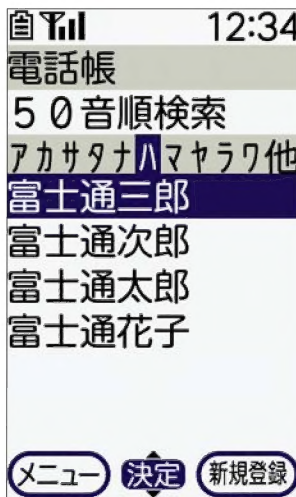 12:34
電話帳
５０音順検索
ｱｶｻﾀﾅﾊﾏﾔﾗﾜ他
富士通三郎
富士通次郎
富士通太郎
富士通花子
メニュー 決定 新規登録